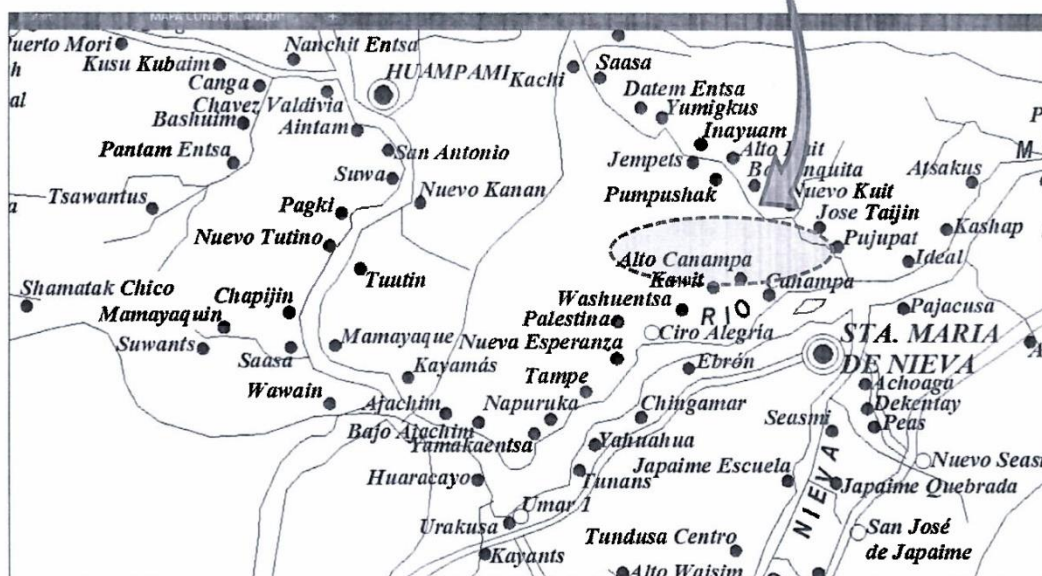 MAPA CONDORCANQUI
Puerto Mori
Nanchit Entsa
Kusu Kubaim
HUAMPAMI
Kachi
Saasa
Canga
Datem Entsa
Chavez Valdivia
Yumigkus
Bashuim
Aintam
Inayuam
Pantam Entsa
San Antonio
Jempets
Suwa
Atsakus
M
Tsawantus
Nuevo Kanan
Pumpushak
Nuevo Kuit
Pagki
Jose Taijin
Kashap
Nuevo Tutino
Pujupat
Alto Canampa
Ideal
Tuutin
Kawit
Canampa
Shamatak Chico
Chapijin
Washuentsa
RIO
Pajacusa
Mamayaquin
Palestina
Ciro Alegria
STA. MARIA
DE NIEVA
Suwants
Saasa
Mamayaque
Nueva Esperanza
Kayamás
Ebrón
Wawain
Tampe
Achoaga
Ajachim
Napuruka
Chingamar
Seasmi
Dekentay
Bajo Ajachim
Peas
Yamakaentsa
Yahuahua
Huaracayo
Tunans
Japaime Escuela
Nuevo Seasm
Japaime Quebrada
Umar 1
NIEVA
Urakusa
San José
de Japaime
Kayants
Tundusa Centro
Alto Waisim